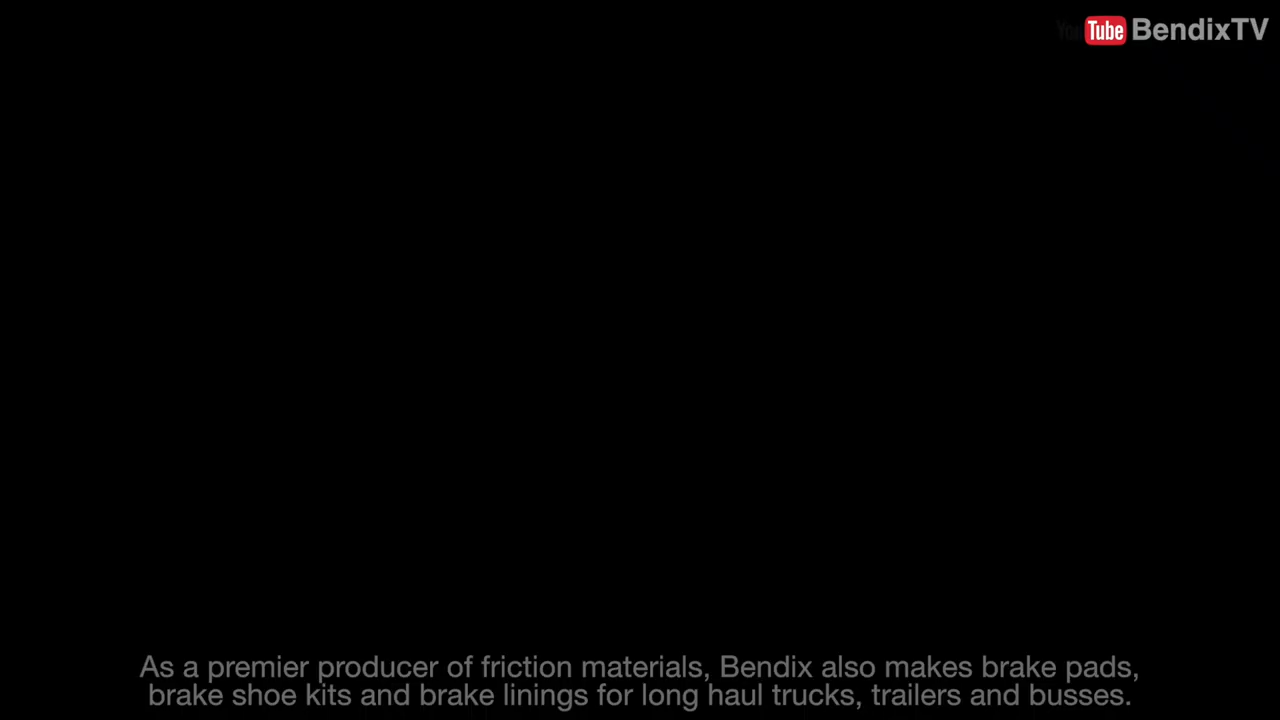 YouTube BendixTV
As a premier producer of friction materials, Bendix also makes brake pads,
brake shoe kits and brake linings for long haul trucks, trailers and busses.